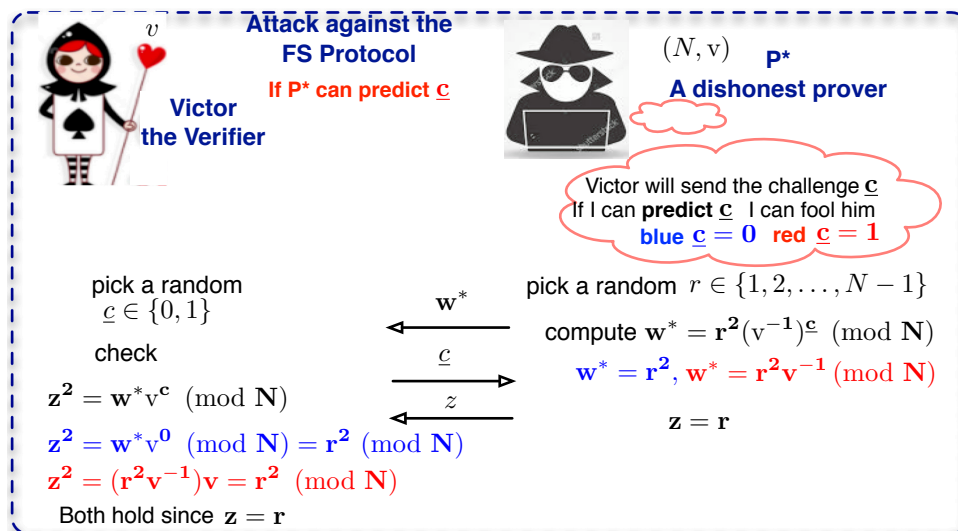 v
Attack against the
FS Protocol
If P* can predict c
Victor
the Verifier
(N, v)
P*
A dishonest prover
Victor will send the challenge c
If I can predict c I can fool him
blue c = 0 red c = 1
pick a random
c ∈ {0, 1}
check
z² = w*v^c (mod N)
z² = w*v⁰ (mod N) = r² (mod N)
z² = (r²v⁻¹)v = r² (mod N)
Both hold since z = r
w*
c
z
pick a random r ∈ {1, 2, . . . , N − 1}
compute w* = r²(v⁻¹)^c (mod N)
w* = r², w* = r²v⁻¹ (mod N)
z = r